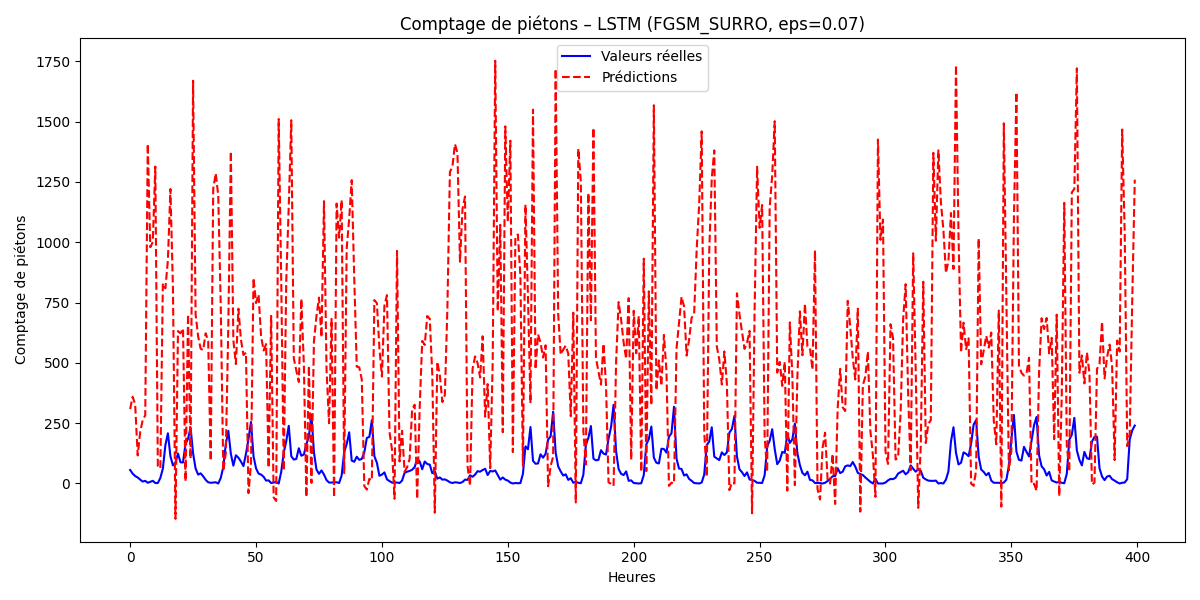 Comptage de piétons – LSTM (FGSM_SURRO, eps=0.07)
Valeurs réelles
Prédictions
Comptage de piétons
1750
1500
1250
1000
750
500
250
0
0 50 100 150 200 250 300 350 400
Heures